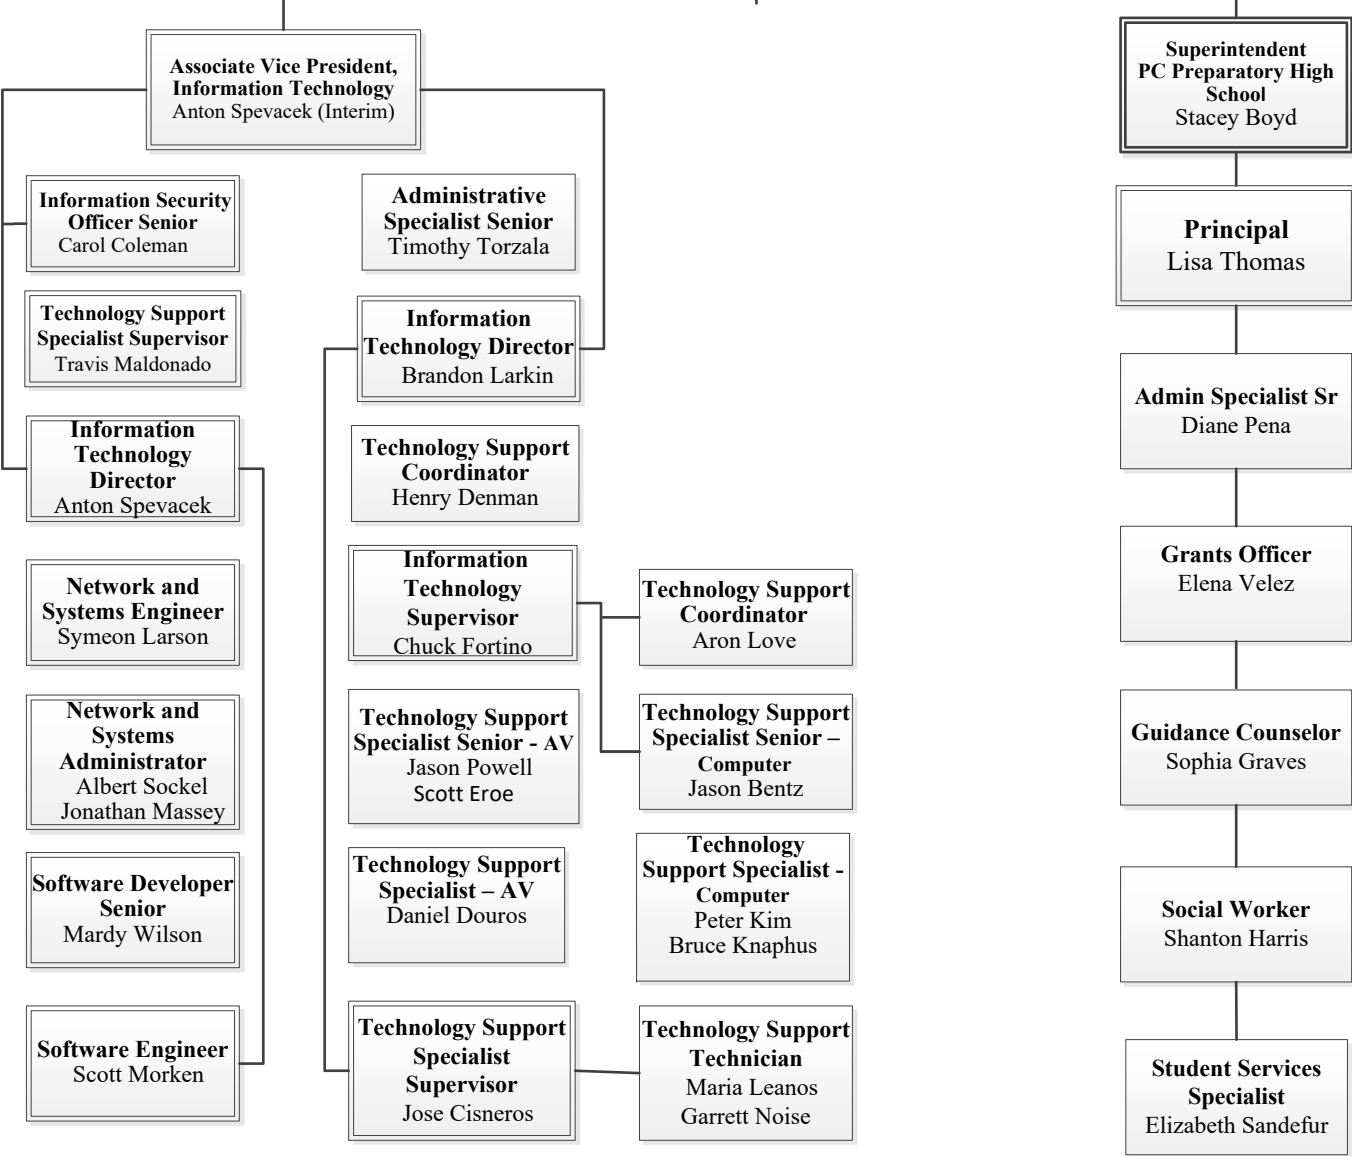 Associate Vice President,
Information Technology
Anton Spevacek (Interim)
Information Security
Officer Senior
Carol Coleman
Technology Support
Specialist Supervisor
Travis Maldonado
Information
Technology
Director
Anton Spevacek
Network and
Systems Engineer
Symeon Larson
Network and
Systems
Administrator
Albert Sockel
Jonathan Massey
Software Developer
Senior
Mardy Wilson
Software Engineer
Scott Morken
Administrative
Specialist Senior
Timothy Torzala
Information
Technology Director
Brandon Larkin
Technology Support
Coordinator
Henry Denman
Information
Technology
Supervisor
Chuck Fortino
Technology Support
Specialist Senior - AV
Jason Powell
Scott Eroe
Technology Support
Specialist – AV
Daniel Douros
Technology Support
Specialist
Supervisor
Jose Cisneros
Technology Support
Coordinator
Aron Love
Technology Support
Specialist Senior –
Computer
Jason Bentz
Technology
Support Specialist -
Computer
Peter Kim
Bruce Knaphus
Technology Support
Technician
Maria Leanos
Garrett Noise
Superintendent
PC Preparatory High
School
Stacey Boyd
Principal
Lisa Thomas
Admin Specialist Sr
Diane Pena
Grants Officer
Elena Velez
Guidance Counselor
Sophia Graves
Social Worker
Shanton Harris
Student Services
Specialist
Elizabeth Sandefur